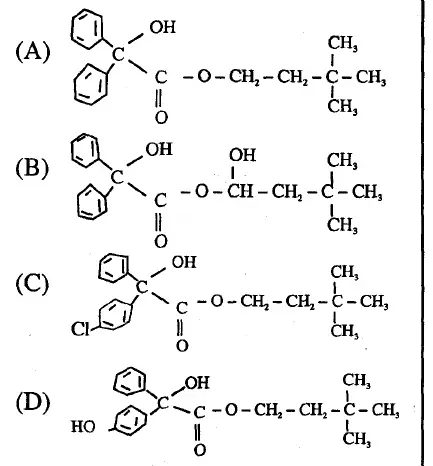 OH
(A) C CH₃
C - O - CH₂ - CH₂ - C - CH₃
O CH₃
(B) OH OH CH₃
C
C - O - CH - CH₂ - C - CH₃
O CH₃
OH
(C) C CH₃
C - O - CH₂ - CH₂ - C - CH₃
Cl CH₃
O
(D) OH CH₃
C - C - O - CH₂ - CH₂ - C - CH₃
HO CH₃
O